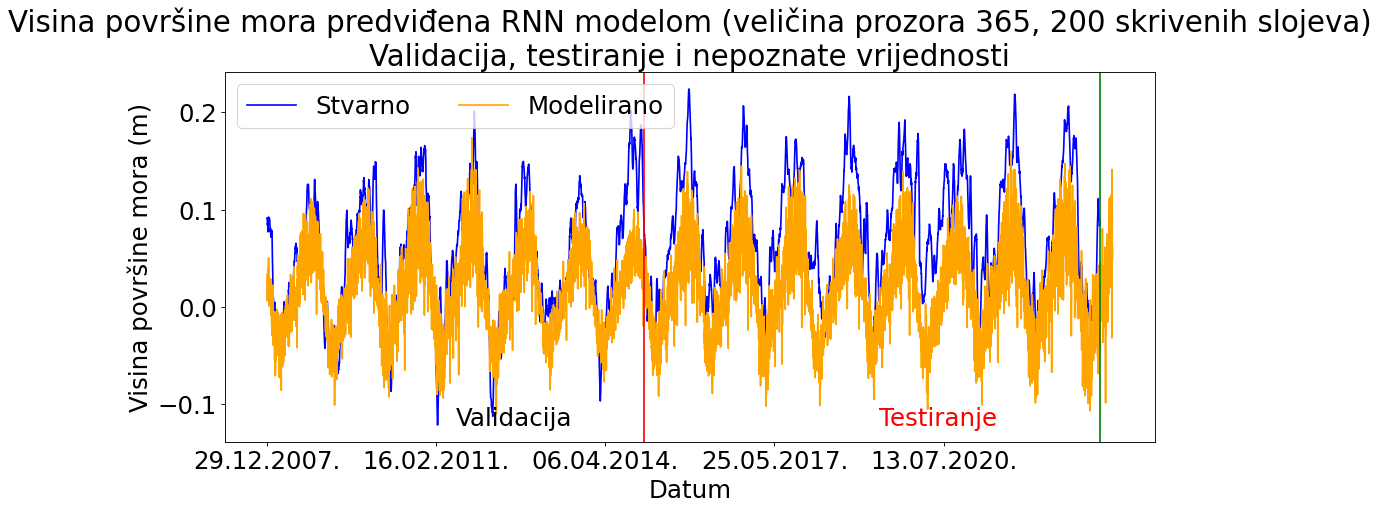 Visina površine mora predviđena RNN modelom (veličina prozora 365, 200 skrivenih slojeva)
Validacija, testiranje i nepoznate vrijednosti
Stvarno Modelirano
Visina površine mora (m)
0.2
0.1
0.0
−0.1
Validacija Testiranje
29.12.2007. 16.02.2011. 06.04.2014. 25.05.2017. 13.07.2020.
Datum